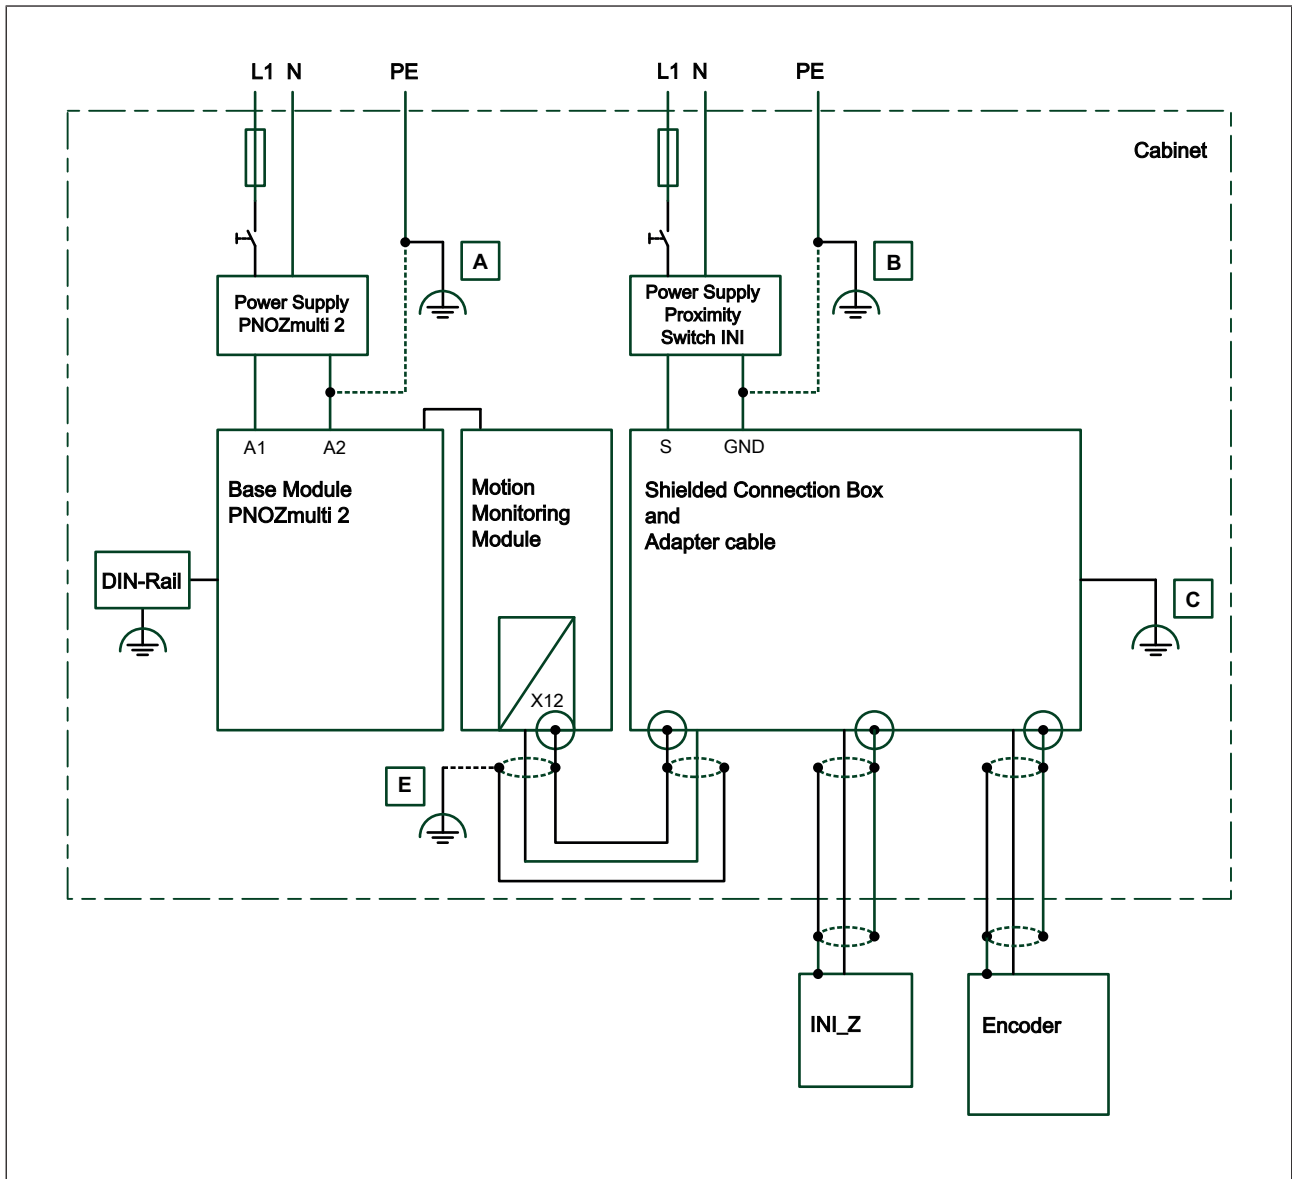 L1 N PE L1 N PE
Cabinet
A
B
Power Supply
PNOZmulti 2
Power Supply
Proximity
Switch INI
A1 A2
S GND
Base Module
PNOZmulti 2
Motion
Monitoring
Module
Shielded Connection Box
and
Adapter cable
DIN-Rail
C
X12
E
INI_Z
Encoder